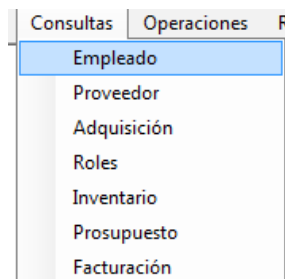 Consultas Operaciones R
Empleado
Proveedor
Adquisición
Roles
Inventario
Prosupuesto
Facturación